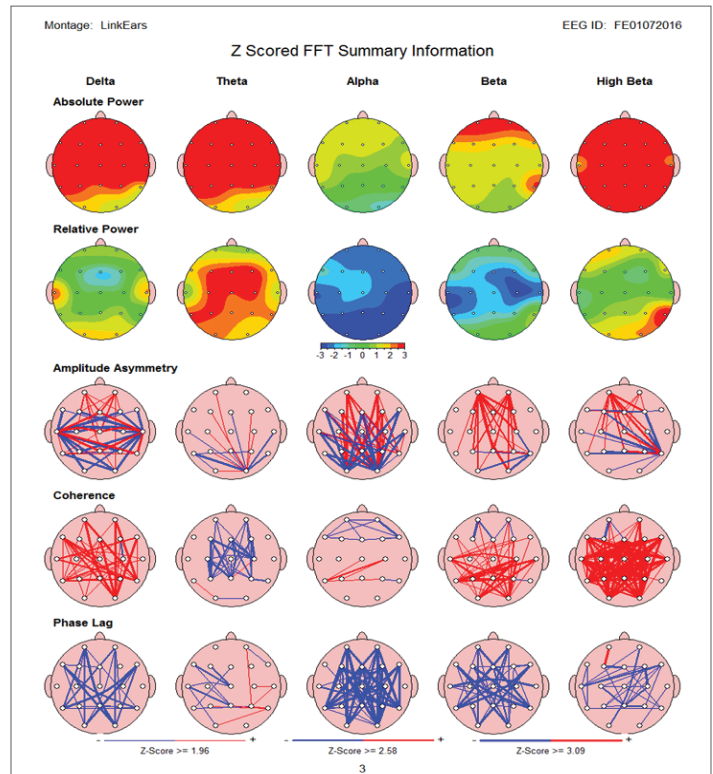 Montage: LinkEars EEG ID: FE01072016
Z Scored FFT Summary Information
Delta Theta Alpha Beta High Beta
Absolute Power
Relative Power
-3 -2 -1 0 1 2 3
Amplitude Asymmetry
Coherence
Phase Lag
- + - + - +
Z-Score >= 1.96 Z-Score >= 2.58 Z-Score >= 3.09
3